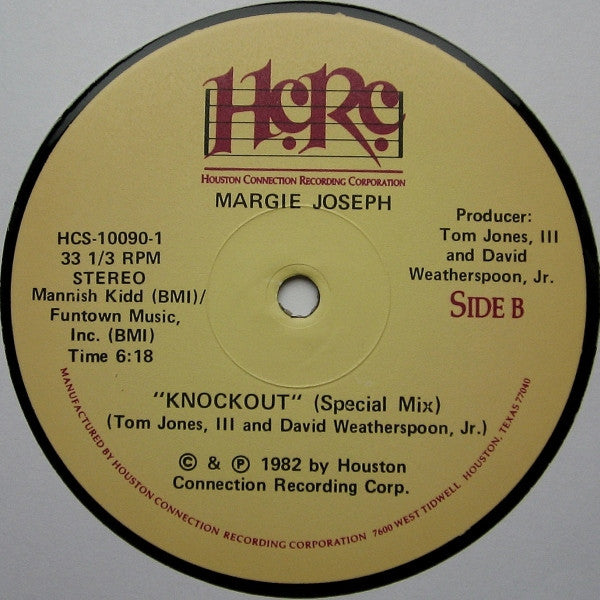 HCRC
HOUSTON CONNECTION RECORDING CORPORATION
MARGIE JOSEPH
HCS-10090-1
33 1/3 RPM
STEREO
Mannish Kidd (BMI)/
Funtown Music,
Inc. (BMI)
Time 6:18
Producer:
Tom Jones, III
and David
Weatherspoon, Jr.
SIDE B
"KNOCKOUT" (Special Mix)
(Tom Jones, III and David Weatherspoon, Jr.)
© & ℗ 1982 by Houston
Connection Recording Corp.
MANUFACTURED BY HOUSTON CONNECTION RECORDING CORPORATION 7600 WEST TIDWELL HOUSTON, TEXAS 77040